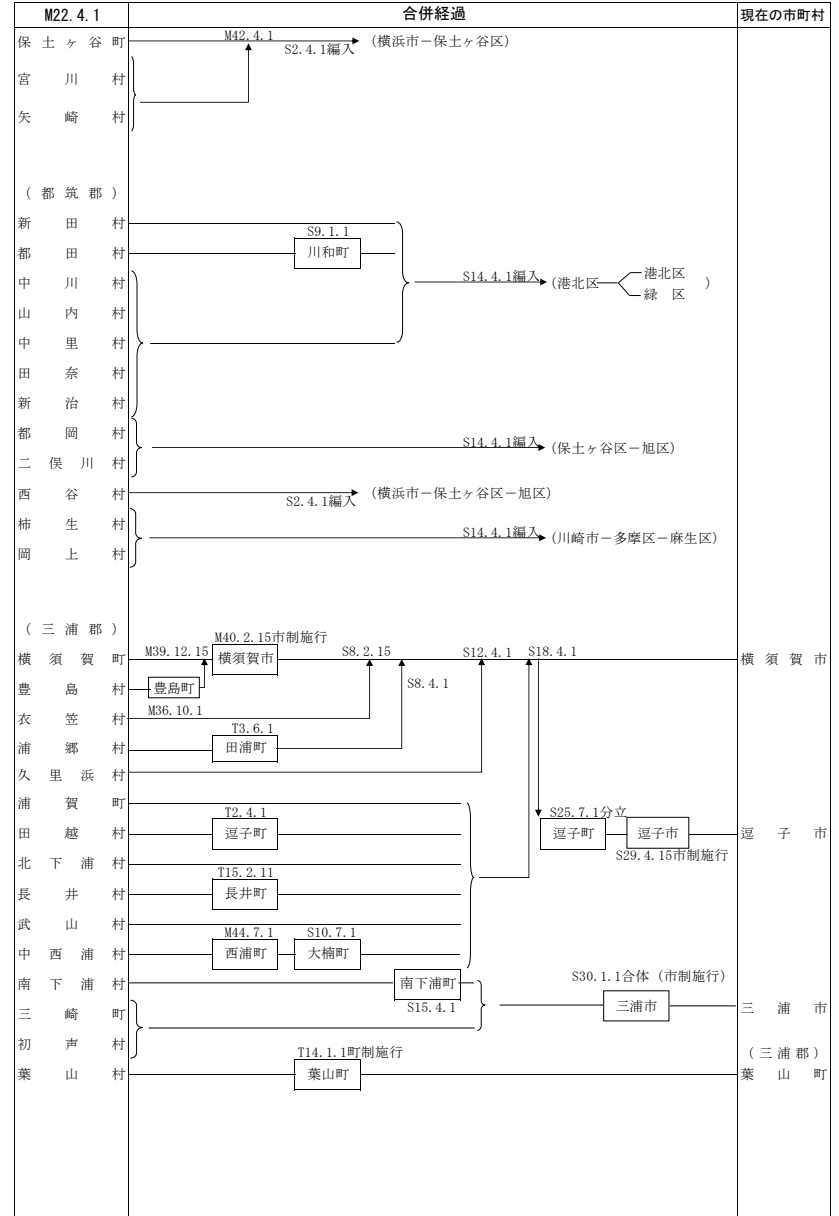 M22.4.1 合併経過 現在の市町村
保土ヶ谷町 M42.4.1 S2.4.1編入 (横浜市－保土ヶ谷区)
宮川村
矢崎村
(都筑郡)
新田村
都田村 S9.1.1 川和町
中川村 S14.4.1編入 (港北区 港北区 緑区 )
山内村
中里村
田奈村
新治村
都岡村 S14.4.1編入 (保土ヶ谷区－旭区)
二俣川村
西谷村 S2.4.1編入 (横浜市－保土ヶ谷区－旭区)
柿生村 S14.4.1編入 (川崎市－多摩区－麻生区)
岡上村
(三浦郡)
M40.2.15市制施行
横須賀町 M39.12.15 横須賀市 S8.2.15 S12.4.1 S18.4.1 横須賀市
豊島村 豊島町 S8.4.1
M36.10.1
衣笠村
T3.6.1
浦郷村 田浦町
久里浜村
浦賀町
T2.4.1 S25.7.1分立
田越村 逗子町 逗子町 逗子市 逗子市
S29.4.15市制施行
北下浦村
T15.2.11
長井村 長井町
武山村
M44.7.1 S10.7.1
中西浦村 西浦町 大楠町
南下浦村 南下浦町 S30.1.1合体（市制施行）
S15.4.1
三崎町 三浦市 三浦市
初声村
T14.1.1町制施行 (三浦郡)
葉山村 葉山町 葉山町